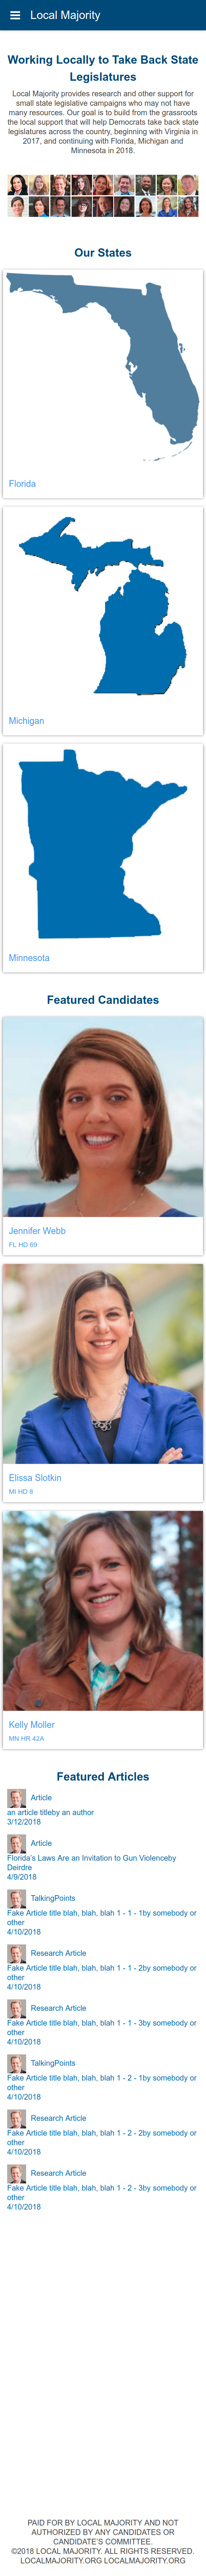 Local Majority
Working Locally to Take Back State
Legislatures
Local Majority provides research and other support for
small state legislative campaigns who may not have
many resources. Our goal is to build from the grassroots
the local support that will help Democrats take back state
legislatures across the country, beginning with Virginia in
2017, and continuing with Florida, Michigan and
Minnesota in 2018.
Our States
Florida
Michigan
Minnesota
Featured Candidates
Jennifer Webb
FL HD 69
Elissa Slotkin
MI HD 8
Kelly Moller
MN HR 42A
Featured Articles
Article
an article titleby an author
3/12/2018
Article
Florida's Laws Are an Invitation to Gun Violenceby
Deirdre
4/9/2018
TalkingPoints
Fake Article title blah, blah, blah 1 - 1 - 1by somebody or
other
4/10/2018
Research Article
Fake Article title blah, blah, blah 1 - 1 - 2by somebody or
other
4/10/2018
Research Article
Fake Article title blah, blah, blah 1 - 1 - 3by somebody or
other
4/10/2018
TalkingPoints
Fake Article title blah, blah, blah 1 - 2 - 1by somebody or
other
4/10/2018
Research Article
Fake Article title blah, blah, blah 1 - 2 - 2by somebody or
other
4/10/2018
Research Article
Fake Article title blah, blah, blah 1 - 2 - 3by somebody or
other
4/10/2018
PAID FOR BY LOCAL MAJORITY AND NOT
AUTHORIZED BY ANY CANDIDATES OR
CANDIDATE'S COMMITTEE.
©2018 LOCAL MAJORITY. ALL RIGHTS RESERVED.
LOCALMAJORITY.ORG LOCALMAJORITY.ORG